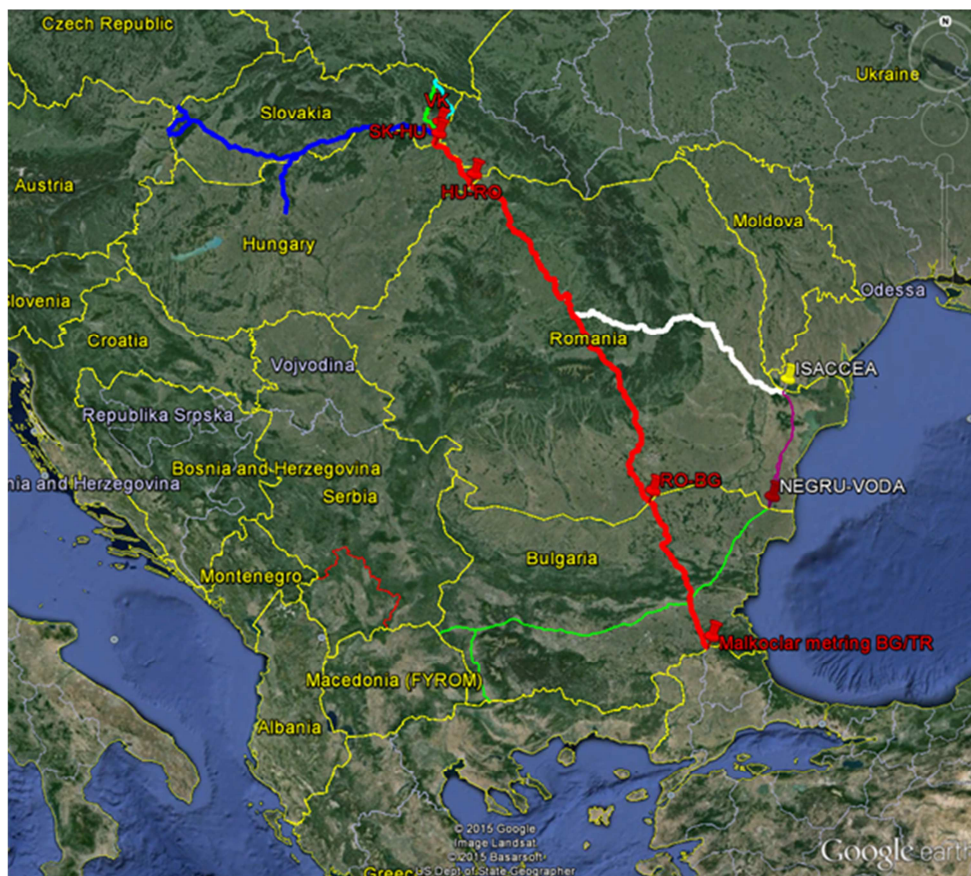 Czech Republic
N
Ukraine
VK
Slovakia
SK-HU
Austria
HU-RO
Moldova
Hungary
Odessa
Slovenia
Croatia
Romania
Vojvodina
ISACCEA
Republika Srpska
Bosnia and Herzegovina
nia and Herzegovina
RO-BG
NEGRU-VODA
Serbia
Bulgaria
Montenegro
Malkoclar metring BG/TR
Macedonia (FYROM)
Albania
© 2015 Google
Image Landsat
© 2015 Basarsoft
Greec
US Dept of State Geographer
Google earth